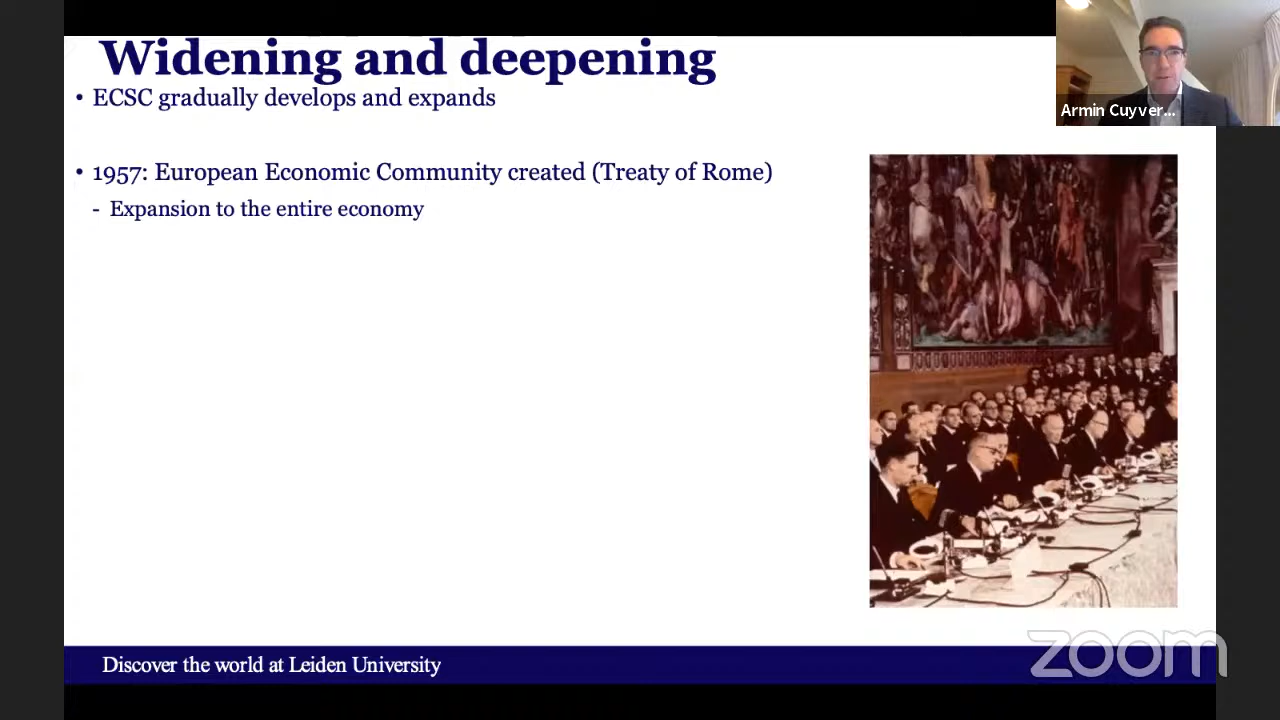 Widening and deepening
• ECSC gradually develops and expands
• 1957: European Economic Community created (Treaty of Rome)
- Expansion to the entire economy
Armin Cuyver...
Discover the world at Leiden University
zoom